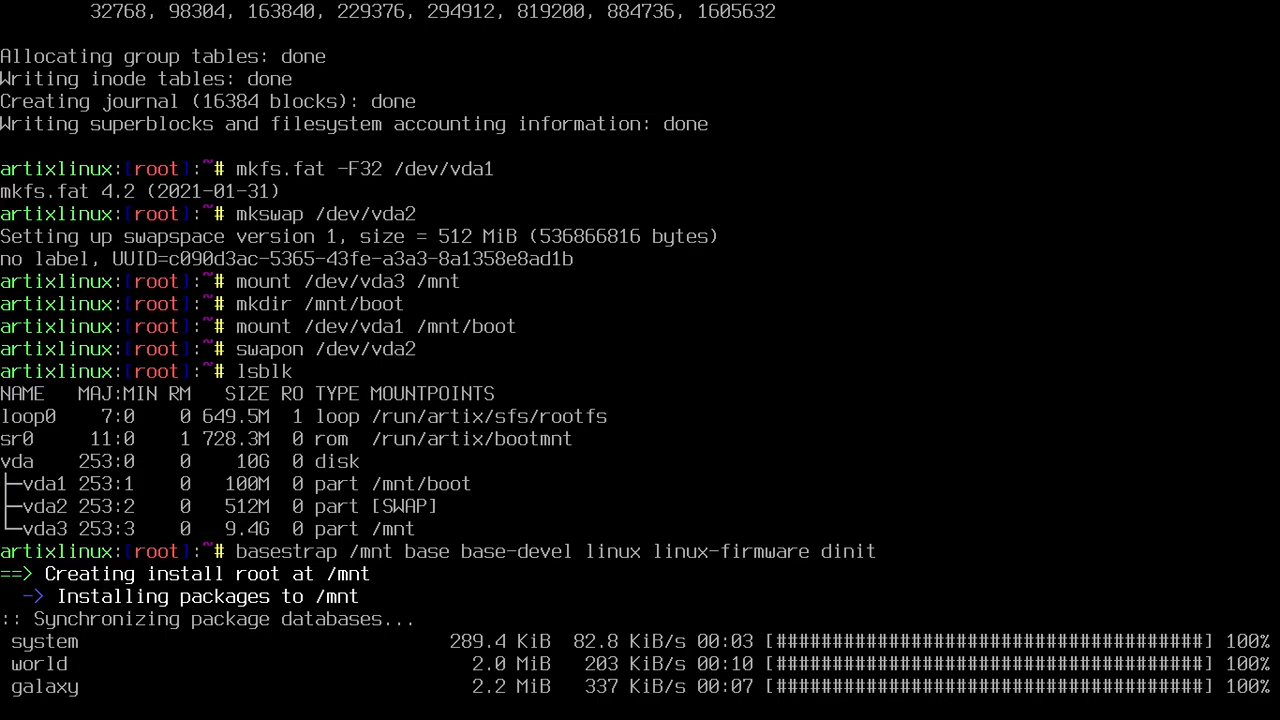 32768, 98304, 163840, 229376, 294912, 819200, 884736, 1605632
Allocating group tables: done
Writing inode tables: done
Creating journal (16384 blocks): done
Writing superblocks and filesystem accounting information: done
artixlinux:[root]:~# mkfs.fat -F32 /dev/vda1
mkfs.fat 4.2 (2021-01-31)
artixlinux:[root]:~# mkswap /dev/vda2
Setting up swapspace version 1, size = 512 MiB (536866816 bytes)
no label, UUID=c090d3ac-5365-43fe-a3a3-8a1358e8ad1b
artixlinux:[root]:~# mount /dev/vda3 /mnt
artixlinux:[root]:~# mkdir /mnt/boot
artixlinux:[root]:~# mount /dev/vda1 /mnt/boot
artixlinux:[root]:~# swapon /dev/vda2
artixlinux:[root]:~# lsblk
NAME   MAJ:MIN RM   SIZE RO TYPE MOUNTPOINTS
loop0    7:0    0 649.5M  1 loop /run/artix/sfs/rootfs
sr0     11:0    1 728.3M  0 rom  /run/artix/bootmnt
vda    253:0    0    10G  0 disk
├─vda1 253:1    0   100M  0 part /mnt/boot
├─vda2 253:2    0   512M  0 part [SWAP]
└─vda3 253:3    0   9.4G  0 part /mnt
artixlinux:[root]:~# basestrap /mnt base base-devel linux linux-firmware dinit
==> Creating install root at /mnt
  -> Installing packages to /mnt
:: Synchronizing package databases...
 system 289.4 KiB 82.8 KiB/s 00:03 [######################################] 100%
 world 2.0 MiB 203 KiB/s 00:10 [######################################] 100%
 galaxy 2.2 MiB 337 KiB/s 00:07 [######################################] 100%